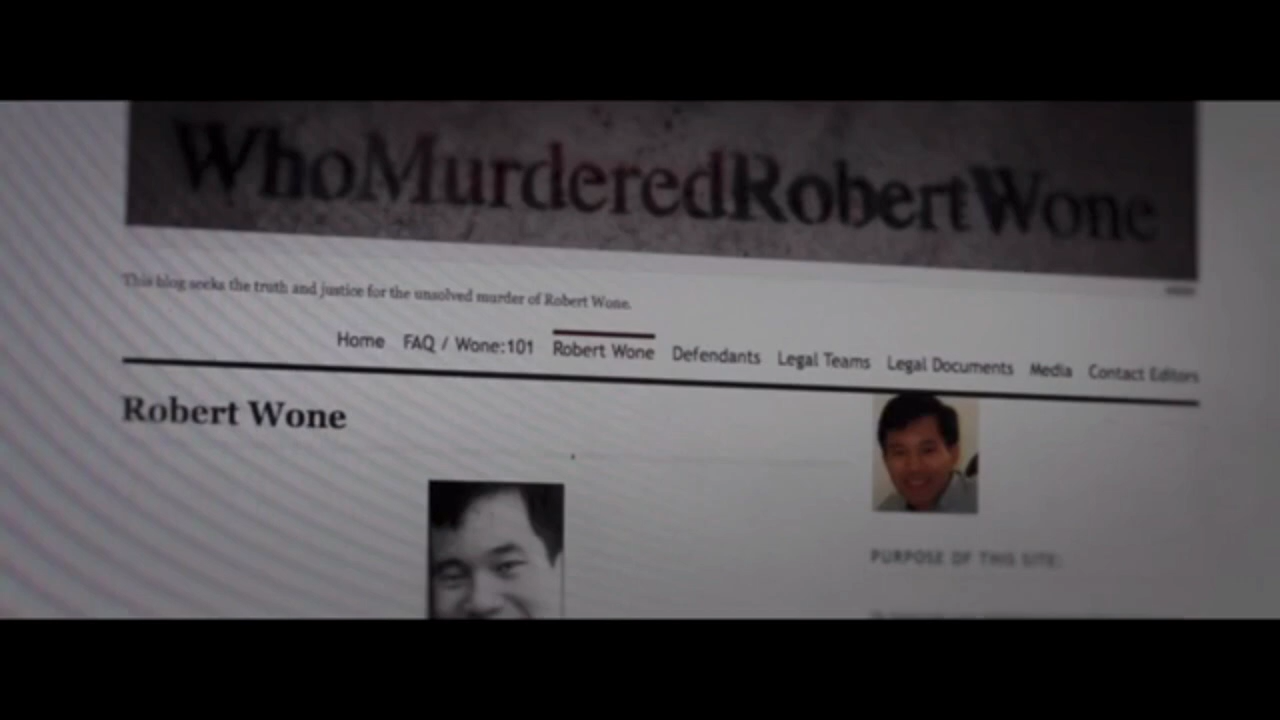 WhoMurderedRobertWone
This blog seeks the truth and justice for the unsolved murder of Robert Wone.
Home FAQ / Wone:101 Robert Wone Defendants Legal Teams Legal Documents Media Contact Editors
Robert Wone
PURPOSE OF THIS SITE: